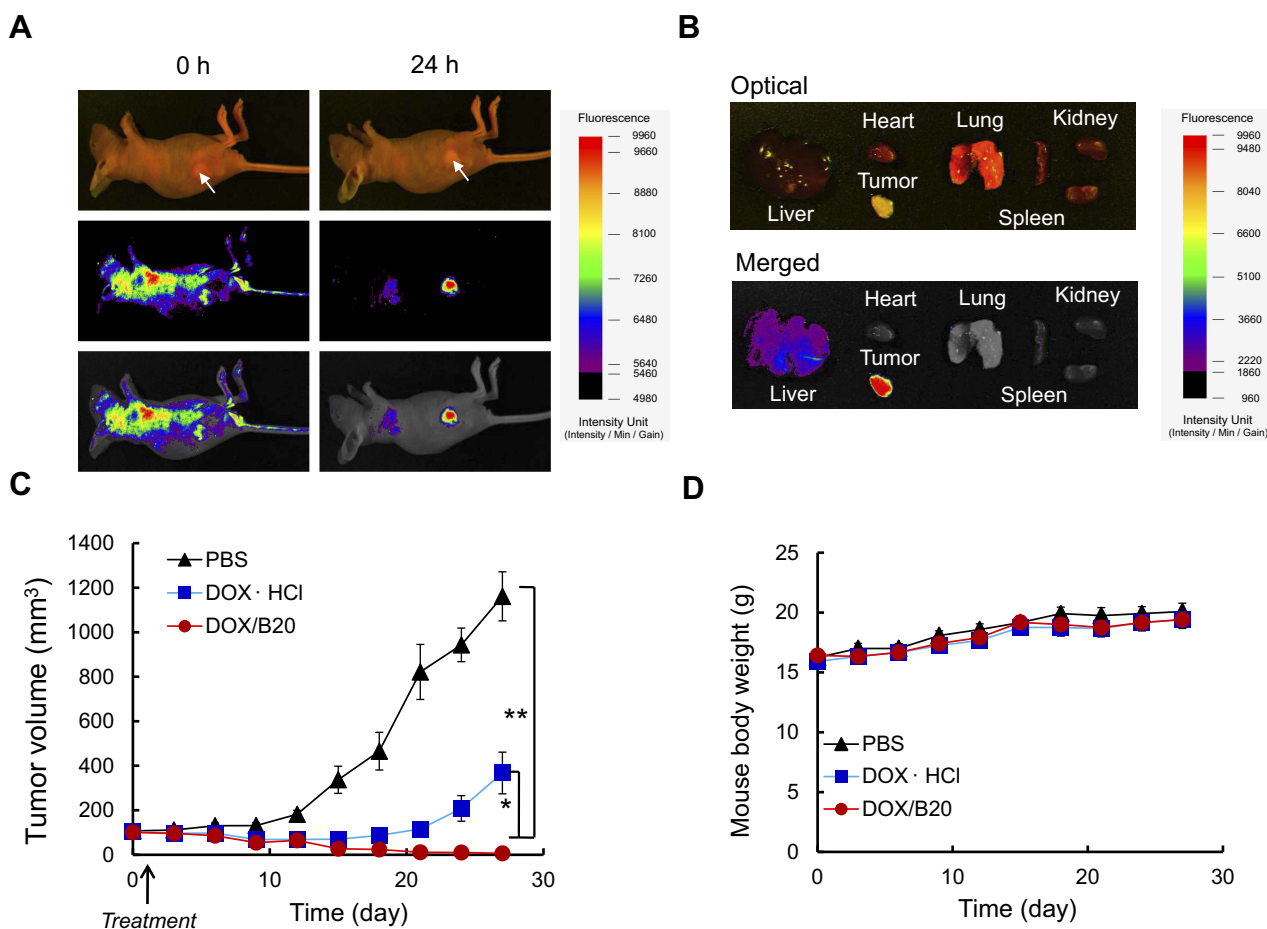 A
0 h
24 h
Fluorescence
9960
9660
8880
8100
7260
6480
5640
5460
4980
Intensity Unit
(Intensity / Min / Gain)
B
Optical
Heart
Lung
Kidney
Tumor
Liver
Spleen
Merged
Heart
Lung
Kidney
Tumor
Liver
Spleen
Fluorescence
9960
9480
8040
6600
5100
3660
2220
1860
960
Intensity Unit
(Intensity / Min / Gain)
C
Tumor volume (mm³)
1400
1200
1000
800
600
400
200
0
PBS
DOX · HCl
DOX/B20
**
*
0
10
20
30
Treatment
Time (day)
D
Mouse body weight (g)
25
20
15
10
5
0
PBS
DOX · HCl
DOX/B20
0
10
20
30
Time (day)